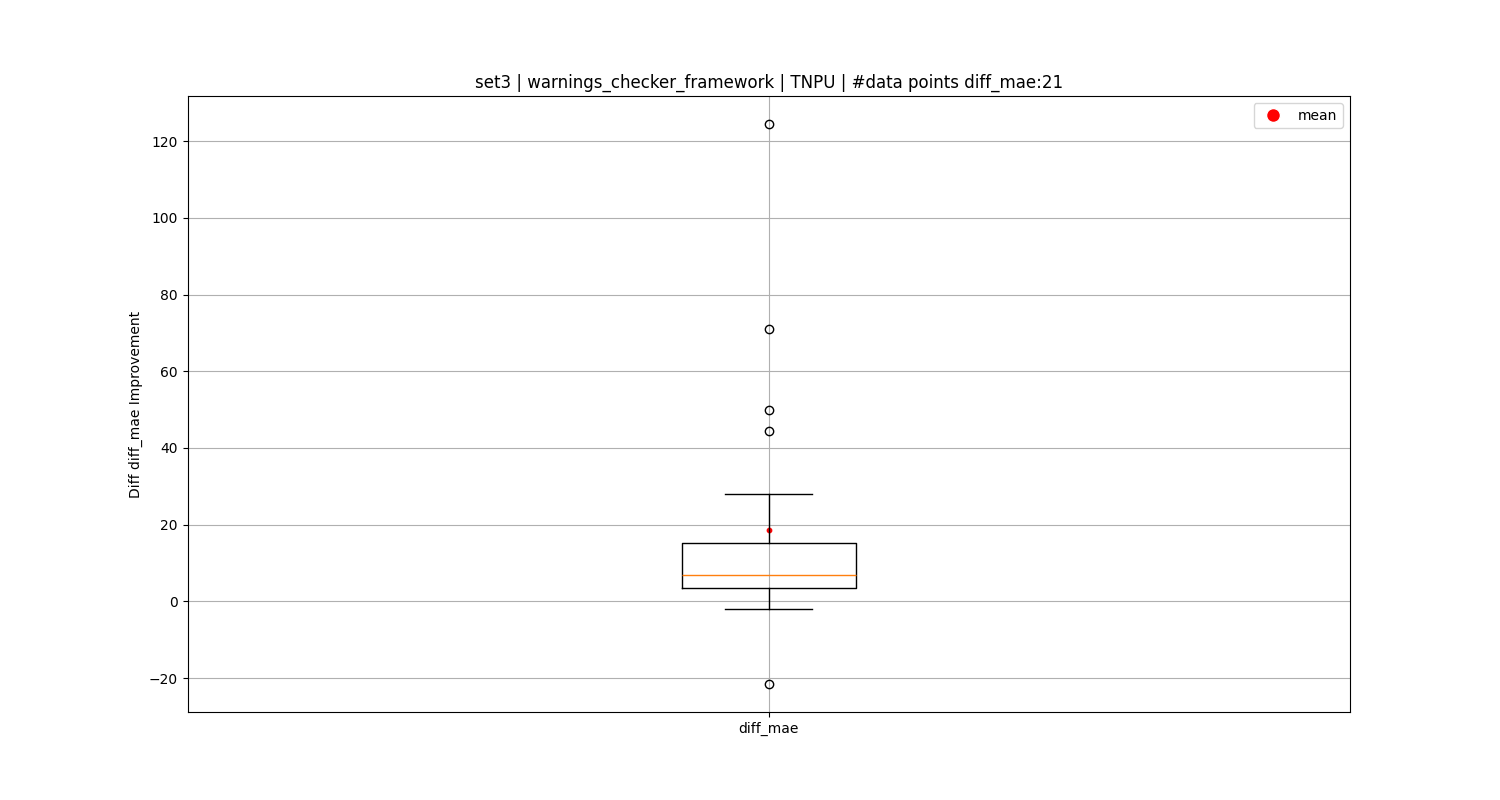 set3 | warnings_checker_framework | TNPU | #data points diff_mae:21
mean
120
100
80
60
40
20
0
−20
Diff diff_mae Improvement
diff_mae